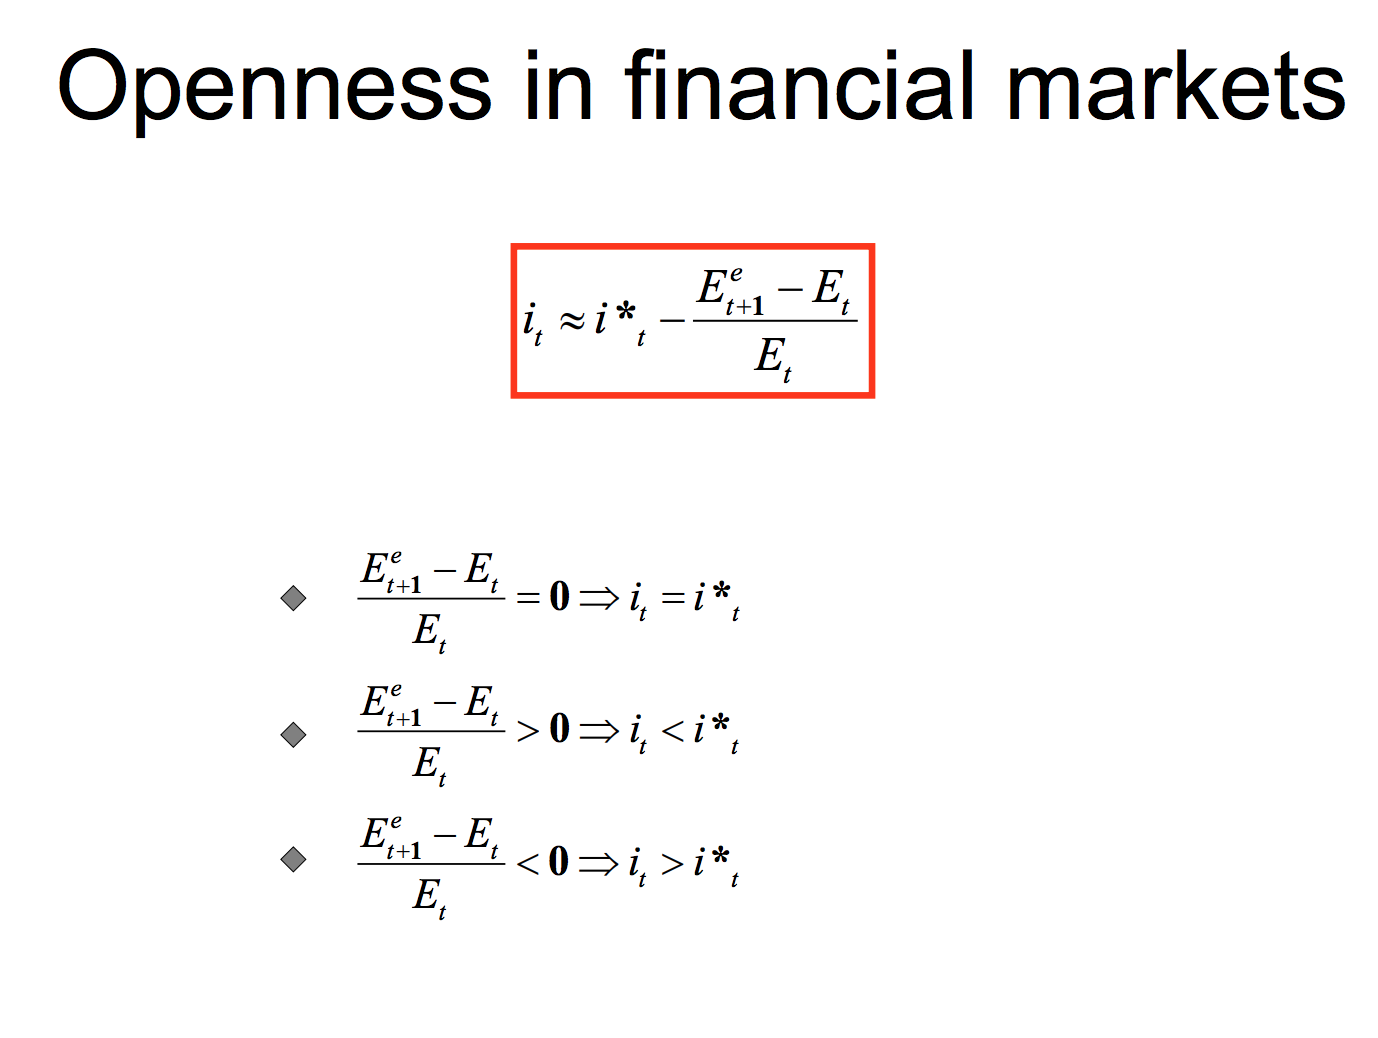 Openness in financial markets
$i_t \approx i*_t - \frac{E^e_{t+1} - E_t}{E_t}$
◆ $\frac{E^e_{t+1} - E_t}{E_t} = 0 \Rightarrow i_t = i*_t$
◆ $\frac{E^e_{t+1} - E_t}{E_t} > 0 \Rightarrow i_t < i*_t$
◆ $\frac{E^e_{t+1} - E_t}{E_t} < 0 \Rightarrow i_t > i*_t$